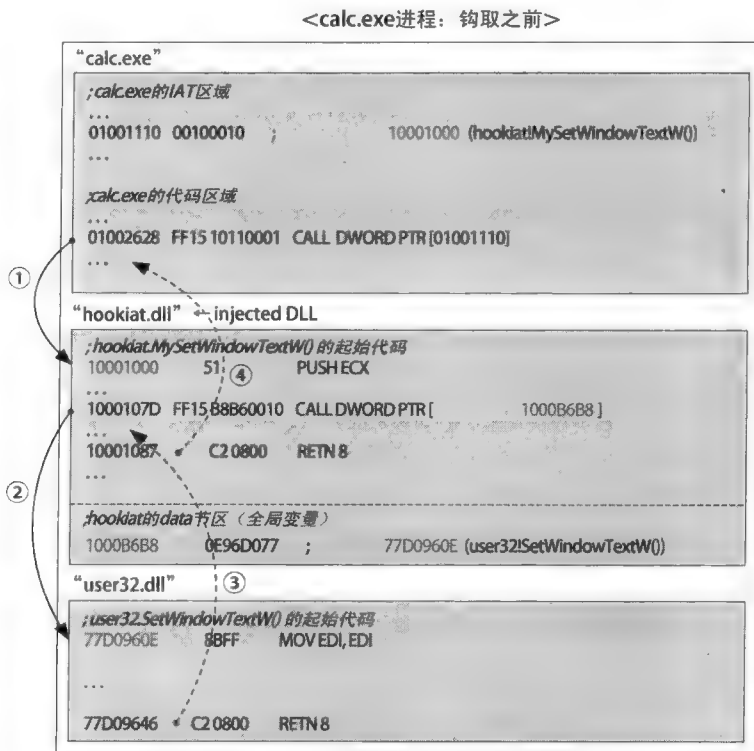 <calc.exe进程：钩取之前>
“calc.exe”
;calc.exe的IAT区域
...
01001110 00100010 ; 10001000 (hookiat!MySetWindowTextW())
...
;calc.exe的代码区域
...
01002628 FF15 10110001 CALL DWORD PTR [01001110]
...
①
“hookiat.dll” ← injected DLL
;hookiat.MySetWindowTextW() 的起始代码
10001000 51 PUSH ECX
④
...
1000107D FF15 B8B60010 CALL DWORD PTR [ 1000B6B8 ]
...
10001087 C2 0800 RETN 8
...
②
;hookiat的data节区（全局变量）
1000B6B8 0E96D077 ; 77D0960E (user32!SetWindowTextW())
“user32.dll” ③
;user32.SetWindowTextW() 的起始代码
77D0960E 8BFF MOV EDI, EDI
...
77D09646 C2 0800 RETN 8